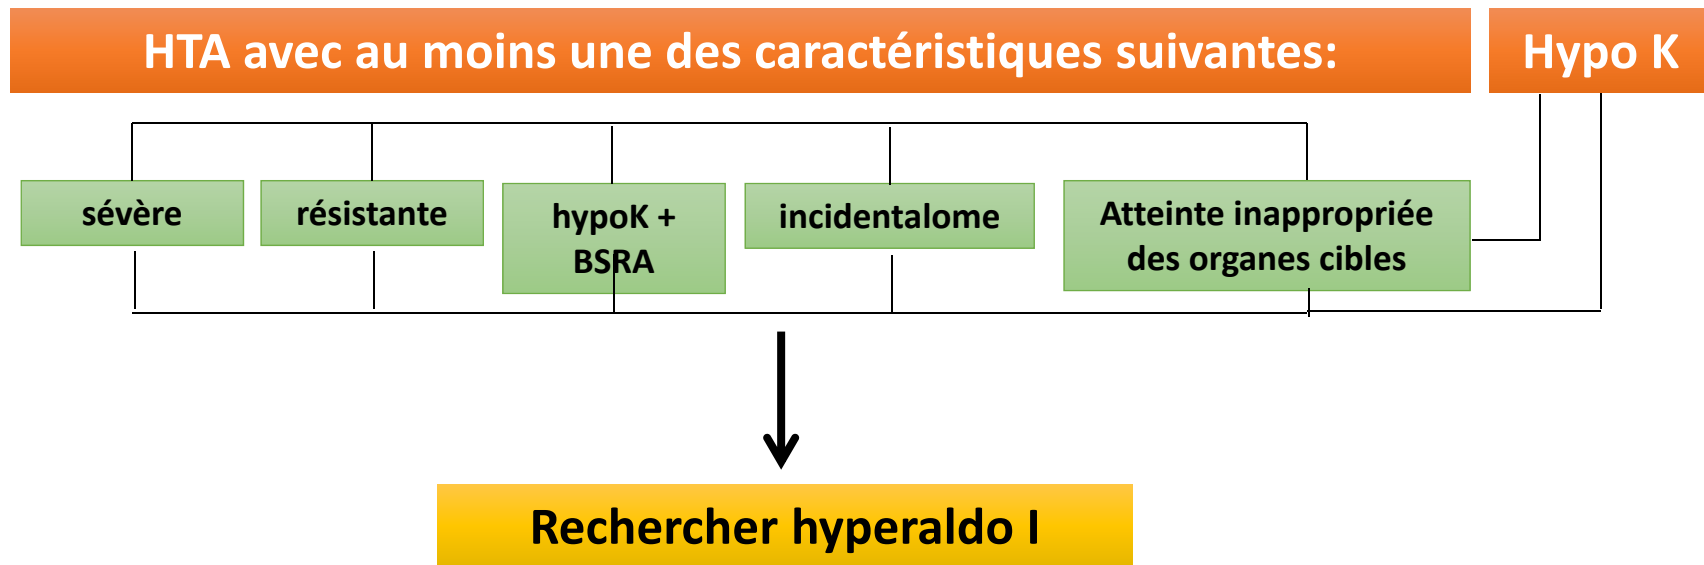 HTA avec au moins une des caractéristiques suivantes:
Hypo K
sévère
résistante
hypoK +
BSRA
incidentalome
Atteinte inappropriée
des organes cibles
Rechercher hyperaldo I